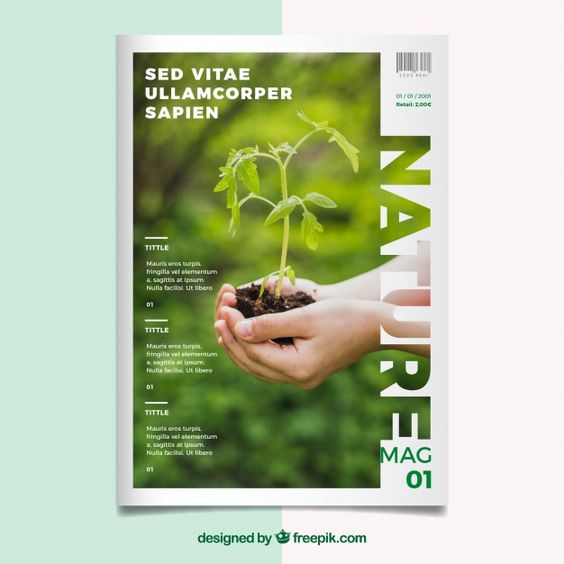 SED VITAE
ULLAMCORPER
SAPIEN
01 / 01 / 2001
Retail: 2,00€
NATURE
MAG
01
TITTLE
Mauris eros turpis,
fringilla vel elementum
a, sagittis at ipsum.
Nulla facilisi. Ut libero
01
TITTLE
Mauris eros turpis,
fringilla vel elementum
a, sagittis at ipsum.
Nulla facilisi. Ut libero
01
TITTLE
Mauris eros turpis,
fringilla vel elementum
a, sagittis at ipsum.
Nulla facilisi. Ut libero
01
designed by freepik.com